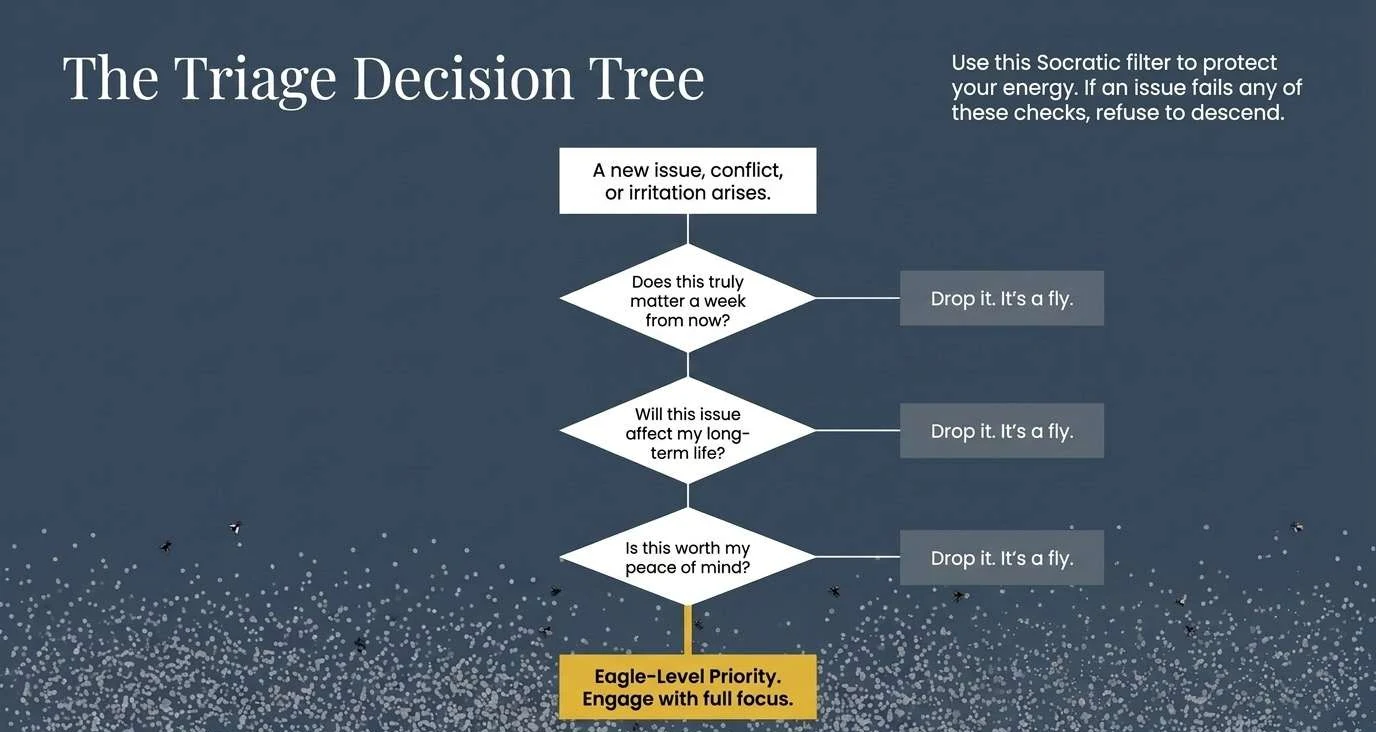 The Triage Decision Tree
Use this Socratic filter to protect
your energy. If an issue fails any of
these checks, refuse to descend.
A new issue, conflict,
or irritation arises.
Does this truly
matter a week
from now?
Drop it. It’s a fly.
Will this issue
affect my long-
term life?
Drop it. It’s a fly.
Is this worth my
peace of mind?
Drop it. It’s a fly.
Eagle-Level Priority.
Engage with full focus.